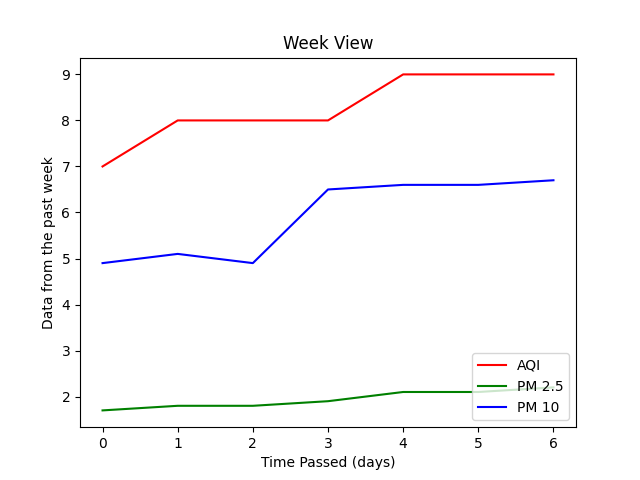 Week View
Data from the past week
9
8
7
6
5
4
3
2
AQI
PM 2.5
PM 10
0 1 2 3 4 5 6
Time Passed (days)